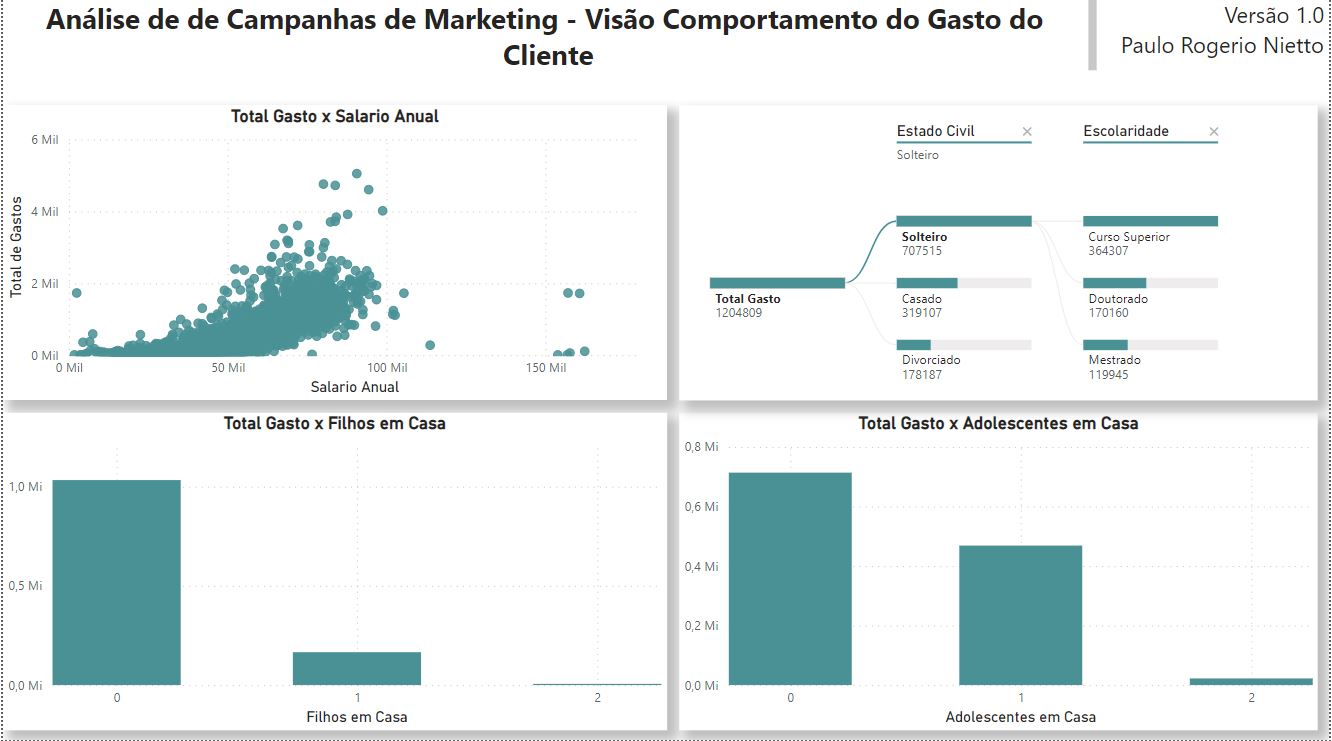 Análise de de Campanhas de Marketing - Visão Comportamento do Gasto do
Cliente
Versão 1.0
Paulo Rogerio Nietto
Total Gasto x Salario Anual
6 Mil
4 Mil
2 Mil
0 Mil
Total de Gastos
0 Mil 50 Mil 100 Mil 150 Mil
Salario Anual
Estado Civil × Escolaridade ×
Solteiro
Total Gasto
1204809
Solteiro
707515
Casado
319107
Divorciado
178187
Curso Superior
364307
Doutorado
170160
Mestrado
119945
Total Gasto x Filhos em Casa
1,0 Mi
0,5 Mi
0,0 Mi
0 1 2
Filhos em Casa
Total Gasto x Adolescentes em Casa
0,8 Mi
0,6 Mi
0,4 Mi
0,2 Mi
0,0 Mi
0 1 2
Adolescentes em Casa